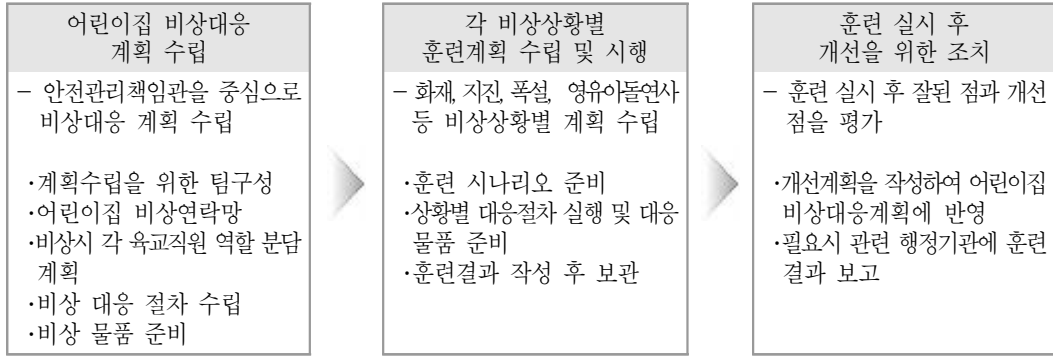 어린이집 비상대응
계획 수립
- 안전관리책임관을 중심으로
비상대응 계획 수립
·계획수립을 위한 팀구성
·어린이집 비상연락망
·비상시 각 육교직원 역할 분담
계획
·비상 대응 절차 수립
·비상 물품 준비
각 비상상황별
훈련계획 수립 및 시행
- 화재, 지진, 폭설, 영유아돌연사
등 비상상황별 계획 수립
·훈련 시나리오 준비
·상황별 대응절차 실행 및 대응
물품 준비
·훈련결과 작성 후 보관
훈련 실시 후
개선을 위한 조치
- 훈련 실시 후 잘된 점과 개선
점을 평가
·개선계획을 작성하여 어린이집
비상대응계획에 반영
·필요시 관련 행정기관에 훈련
결과 보고